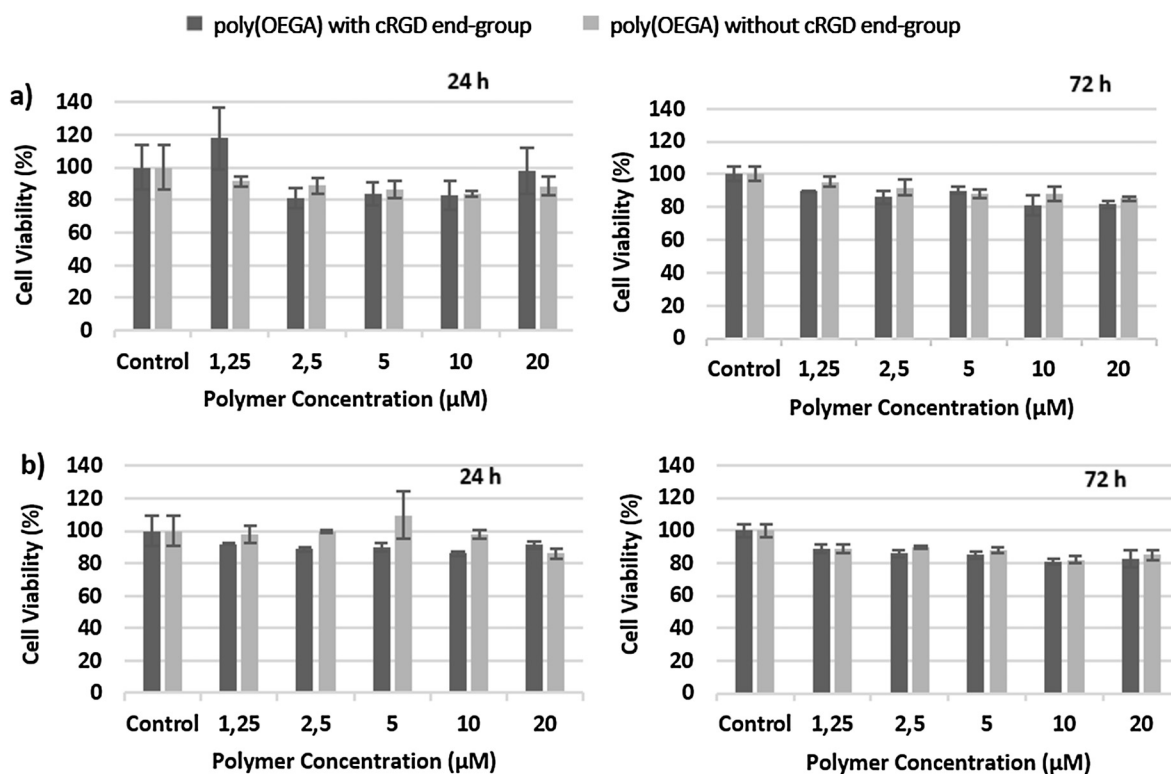 poly(OEGA) with cRGD end-group poly(OEGA) without cRGD end-group
a)
24 h
140
120
100
80
60
40
20
0
Cell Viability (%)
Control 1,25 2,5 5 10 20
Polymer Concentration (µM)
72 h
140
120
100
80
60
40
20
0
Cell Viability (%)
Control 1,25 2,5 5 10 20
Polymer Concentration (µM)
b)
24 h
140
120
100
80
60
40
20
0
Cell Viability (%)
Control 1,25 2,5 5 10 20
Polymer Concentration (µM)
72 h
140
120
100
80
60
40
20
0
Cell Viability (%)
Control 1,25 2,5 5 10 20
Polymer Concentration (µM)